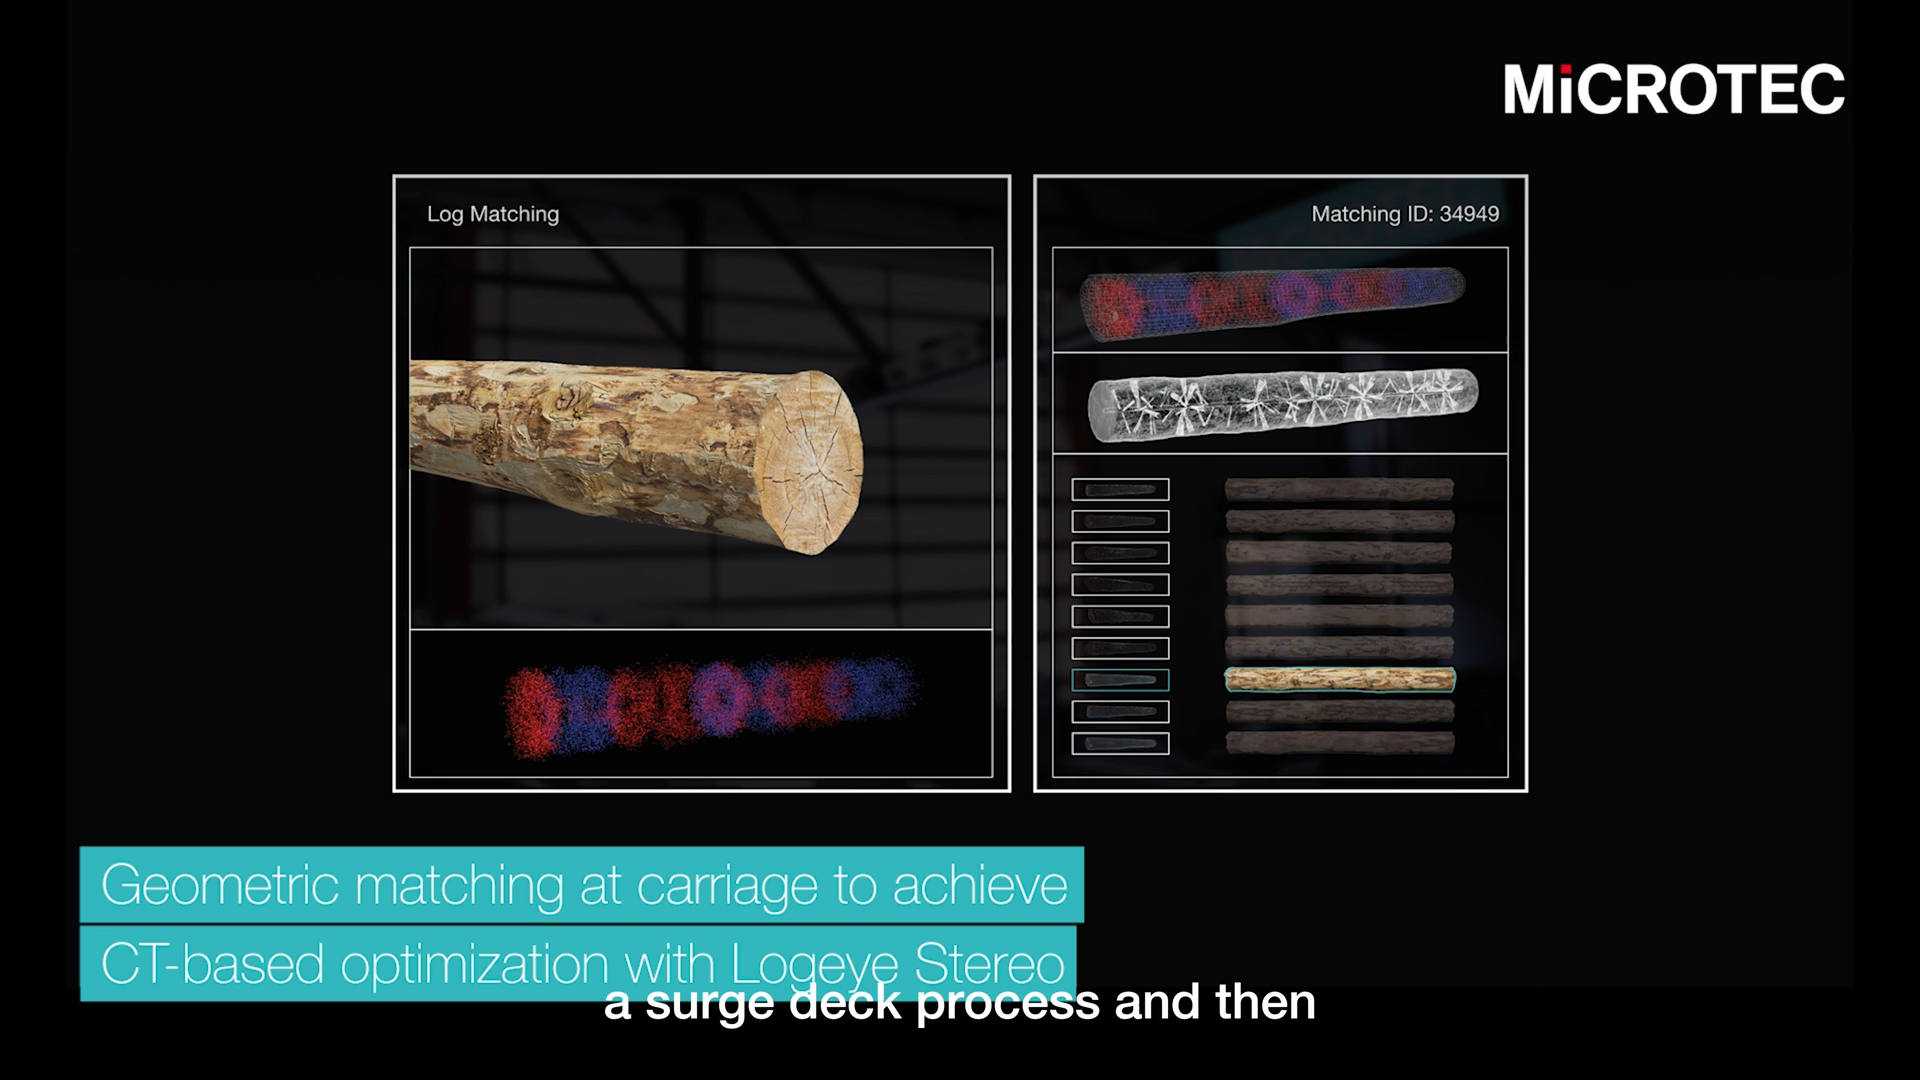 MiCROTEC
Log Matching
Matching ID: 34949
Geometric matching at carriage to achieve
CT-based optimization with Logeye Stereo
a surge deck process and then